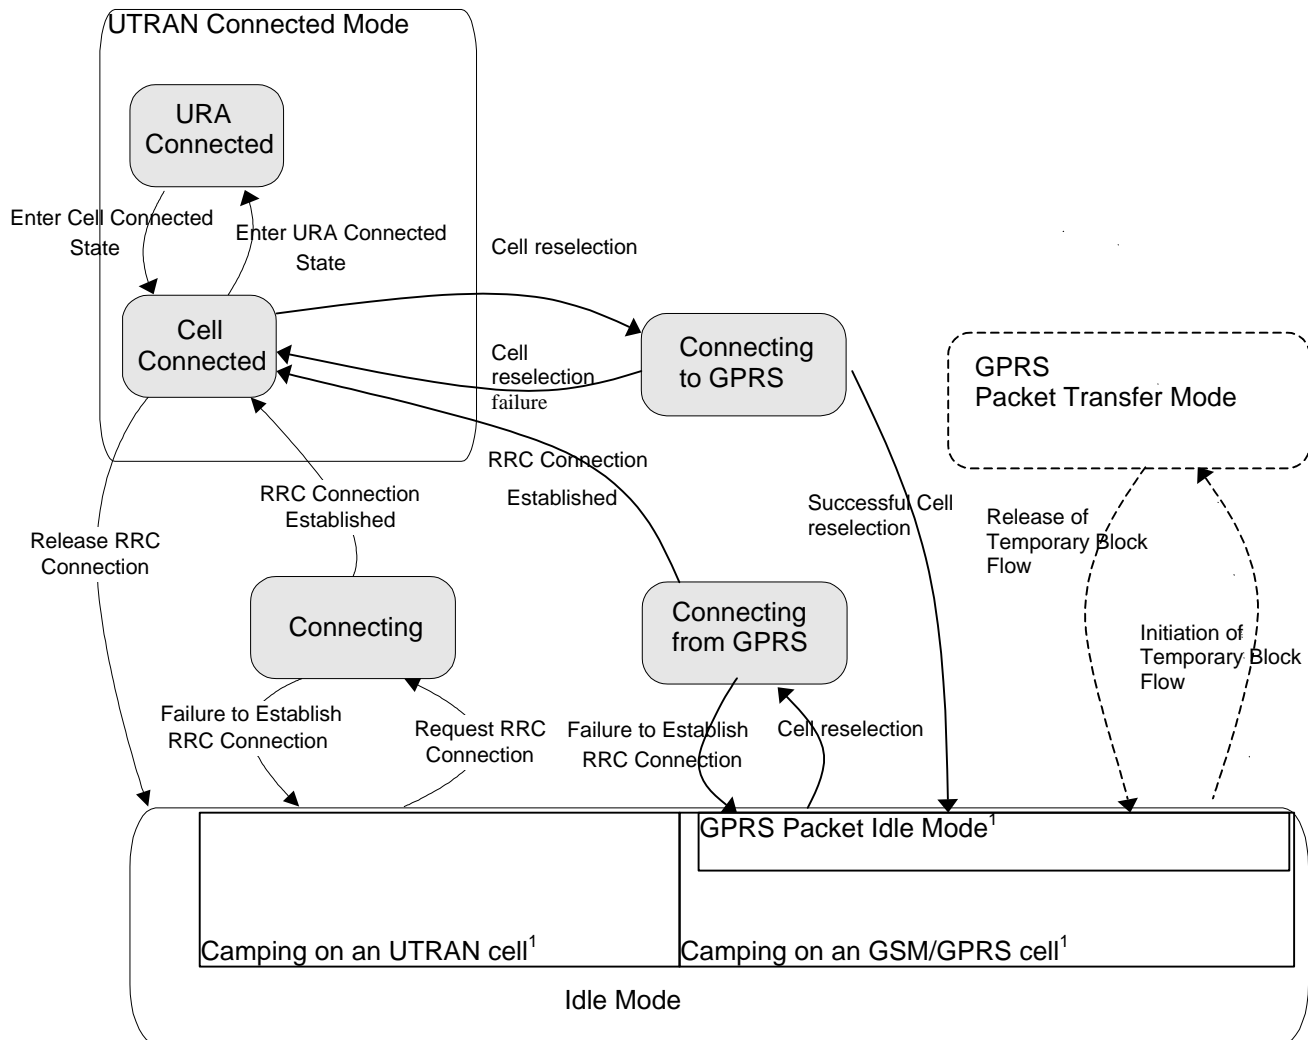 UTRAN Connected Mode
URA
Connected
Enter Cell Connected
State
Enter URA Connected
State
Cell reselection
Cell
Connected
Cell
reselection
failure
Connecting
to GPRS
GPRS
Packet Transfer Mode
RRC Connection
Established
RRC Connection
Established
Successful Cell
reselection
Release of
Temporary Block
Flow
Release RRC
Connection
Connecting
Connecting
from GPRS
Initiation of
Temporary Block
Flow
Failure to Establish
RRC Connection
Request RRC
Connection
Failure to Establish
RRC Connection
Cell reselection
GPRS Packet Idle Mode¹
Camping on an UTRAN cell¹
Camping on an GSM/GPRS cell¹
Idle Mode